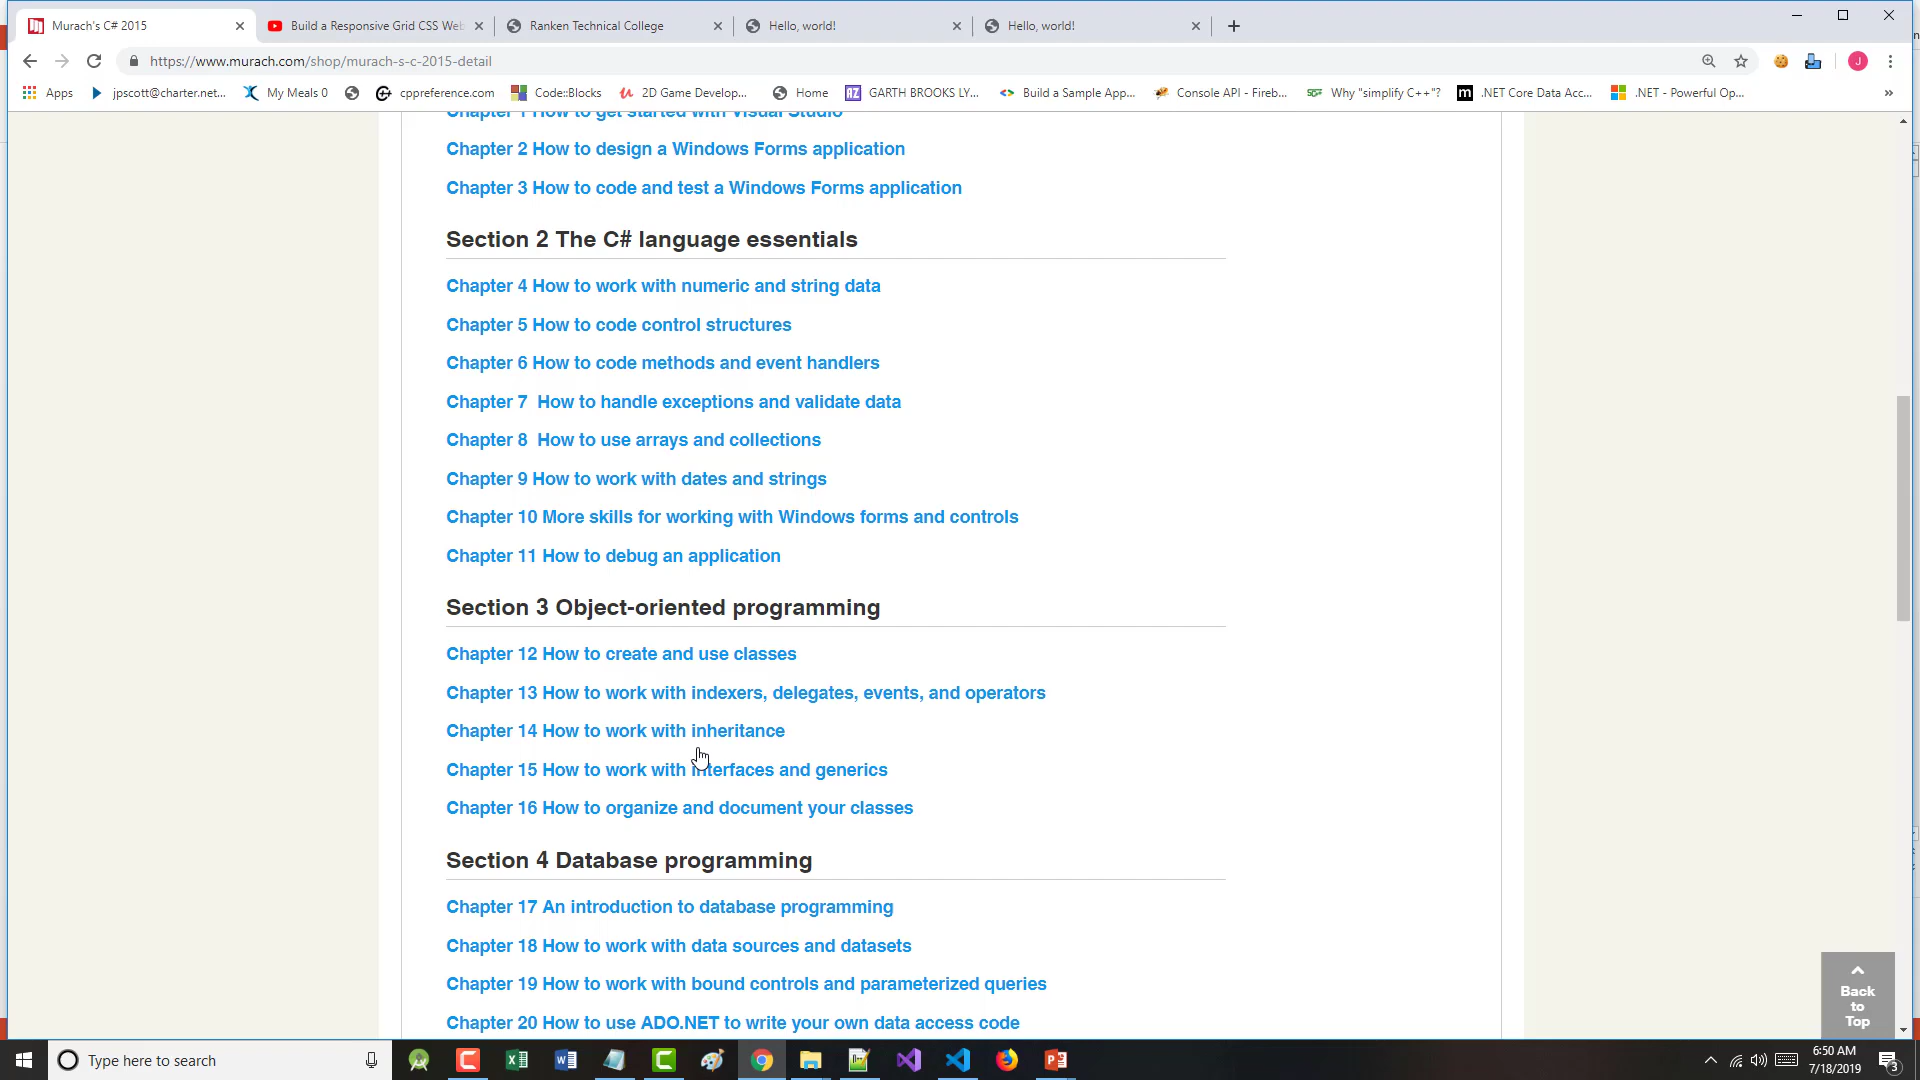 Murach's C# 2015
Build a Responsive Grid CSS Web
Ranken Technical College
Hello, world!
Hello, world!
https://www.murach.com/shop/murach-s-c-2015-detail
J
Apps
jpscott@charter.net...
My Meals 0
cppreference.com
Code::Blocks
2D Game Develop...
Home
GARTH BROOKS LY...
Build a Sample App...
Console API - Fireb...
Why "simplify C++"?
.NET Core Data Acc...
.NET - Powerful Op...
»
Chapter 1 How to get started with Visual Studio
Chapter 2 How to design a Windows Forms application
Chapter 3 How to code and test a Windows Forms application
Section 2 The C# language essentials
Chapter 4 How to work with numeric and string data
Chapter 5 How to code control structures
Chapter 6 How to code methods and event handlers
Chapter 7 How to handle exceptions and validate data
Chapter 8 How to use arrays and collections
Chapter 9 How to work with dates and strings
Chapter 10 More skills for working with Windows forms and controls
Chapter 11 How to debug an application
Section 3 Object-oriented programming
Chapter 12 How to create and use classes
Chapter 13 How to work with indexers, delegates, events, and operators
Chapter 14 How to work with inheritance
Chapter 15 How to work with interfaces and generics
Chapter 16 How to organize and document your classes
Section 4 Database programming
Chapter 17 An introduction to database programming
Chapter 18 How to work with data sources and datasets
Chapter 19 How to work with bound controls and parameterized queries
Chapter 20 How to use ADO.NET to write your own data access code
Back
to
Top
Type here to search
6:50 AM
7/18/2019
3